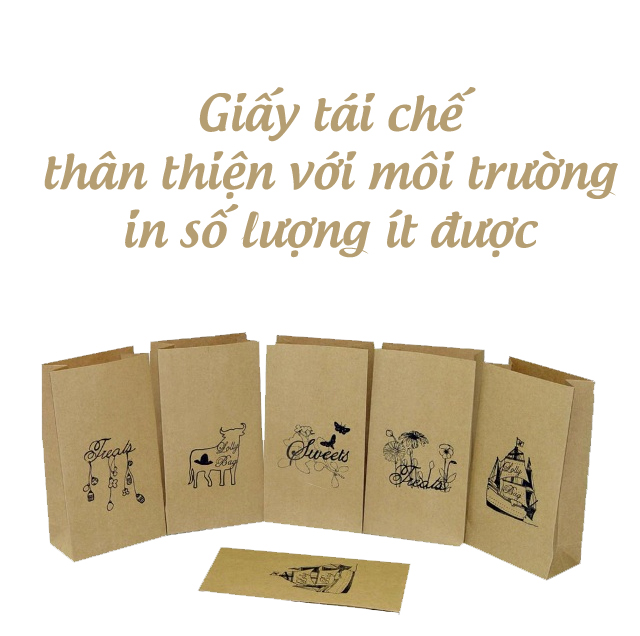 Giấy tái chế
thân thiện với môi trường
in số lượng ít được
Treats
Lolly
Bag
Sweets
Treats
Lolly
Bag